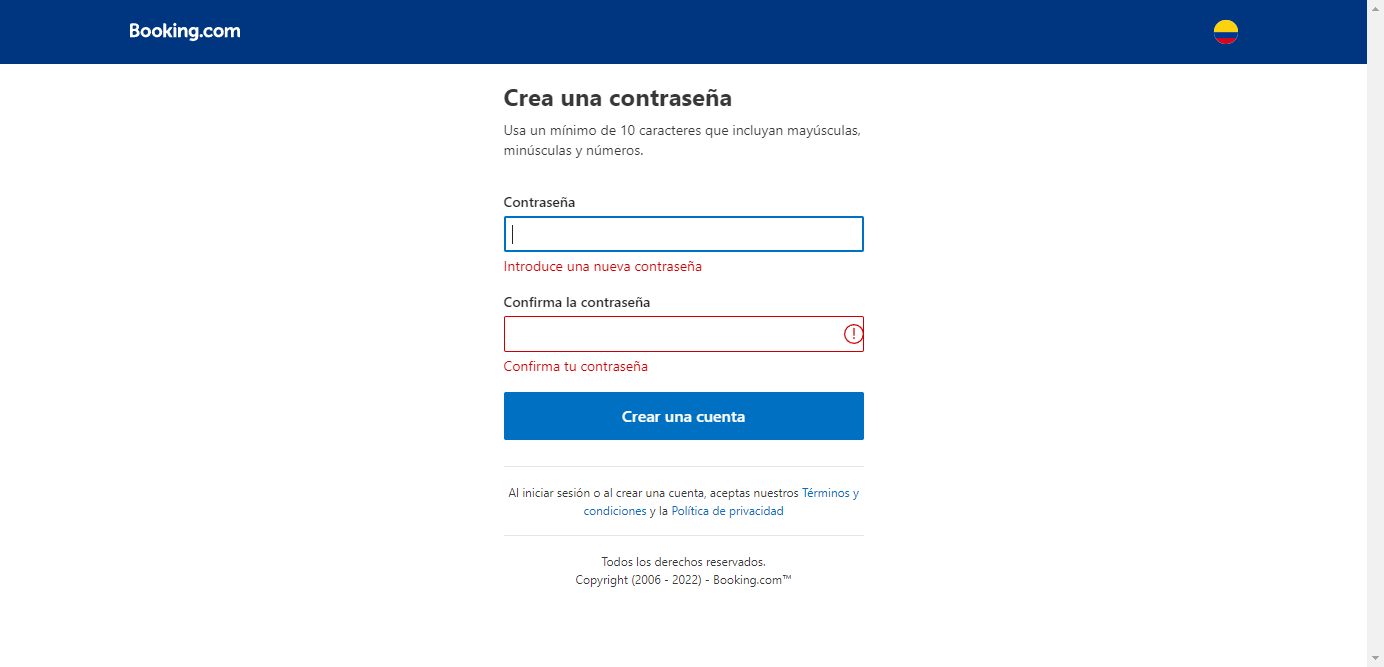 Booking.com
Crea una contraseña
Usa un mínimo de 10 caracteres que incluyan mayúsculas,
minúsculas y números.
Contraseña
Introduce una nueva contraseña
Confirma la contraseña
Confirma tu contraseña
Crear una cuenta
Al iniciar sesión o al crear una cuenta, aceptas nuestros Términos y
condiciones y la Política de privacidad
Todos los derechos reservados.
Copyright (2006 - 2022) - Booking.com™